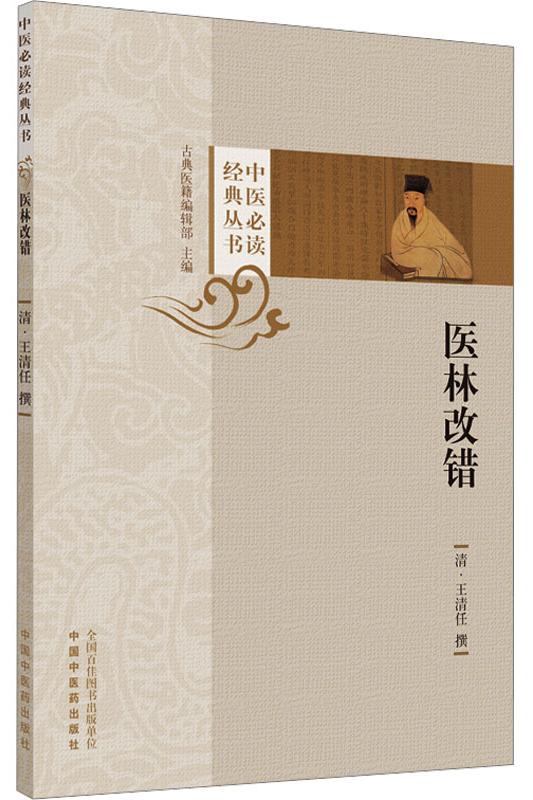 中医必读经典丛书
医林改错
清·王清任 撰
中国中医药出版社
中医必读
经典丛书
古典医籍编辑部 主编
医林改错
清·王清任 撰
全国百佳图书出版单位
中国中医药出版社